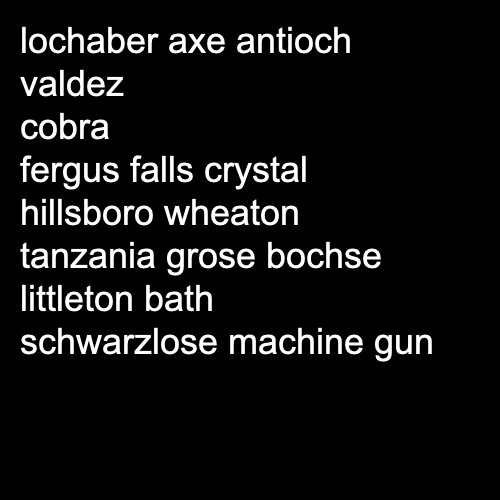 lochaber axe antioch
valdez
cobra
fergus falls crystal
hillsboro wheaton
tanzania grose bochse
littleton bath
schwarzlose machine gun